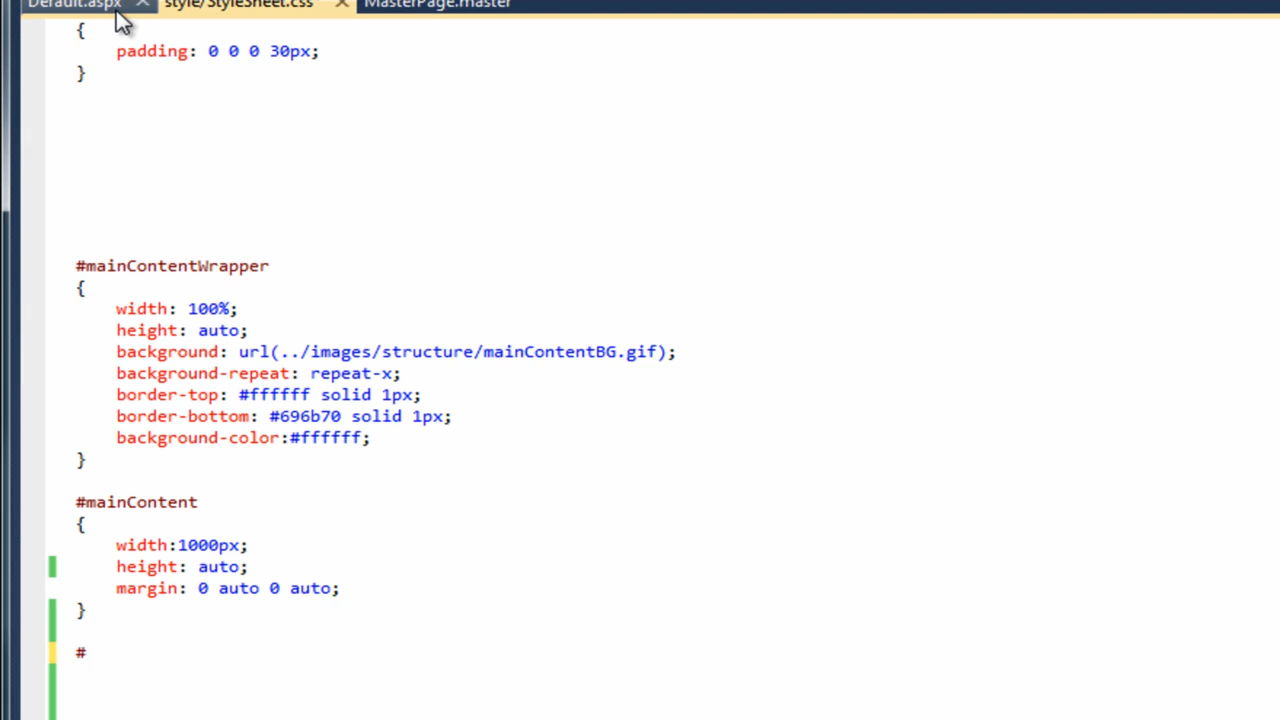 Default.aspx style/StyleSheet.css MasterPage.master
{
padding: 0 0 0 30px;
}
#mainContentWrapper
{
width: 100%;
height: auto;
background: url(../images/structure/mainContentBG.gif);
background-repeat: repeat-x;
border-top: #ffffff solid 1px;
border-bottom: #696b70 solid 1px;
background-color:#ffffff;
}
#mainContent
{
width:1000px;
height: auto;
margin: 0 auto 0 auto;
}
#